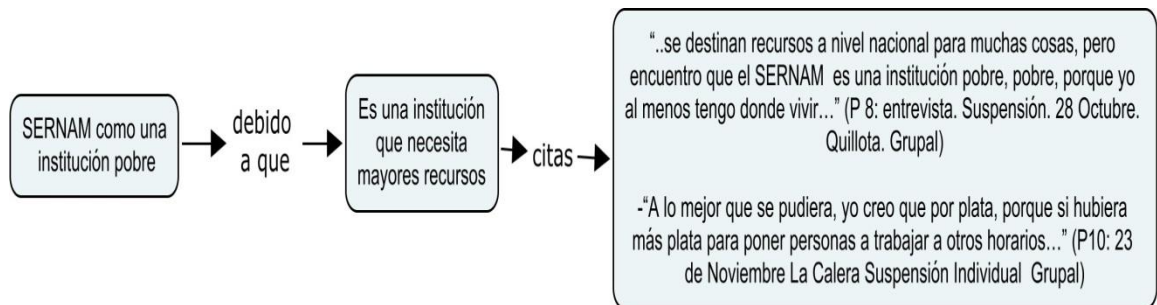 SERNAM como una
institución pobre
debido
a que
Es una institución
que necesita
mayores recursos
citas
“..se destinan recursos a nivel nacional para muchas cosas, pero
encuentro que el SERNAM es una institución pobre, pobre, porque yo
al menos tengo donde vivir…” (P 8: entrevista. Suspensión. 28 Octubre.
Quillota. Grupal)
-“A lo mejor que se pudiera, yo creo que por plata, porque si hubiera
más plata para poner personas a trabajar a otros horarios…” (P10: 23
de Noviembre La Calera Suspensión Individual Grupal)